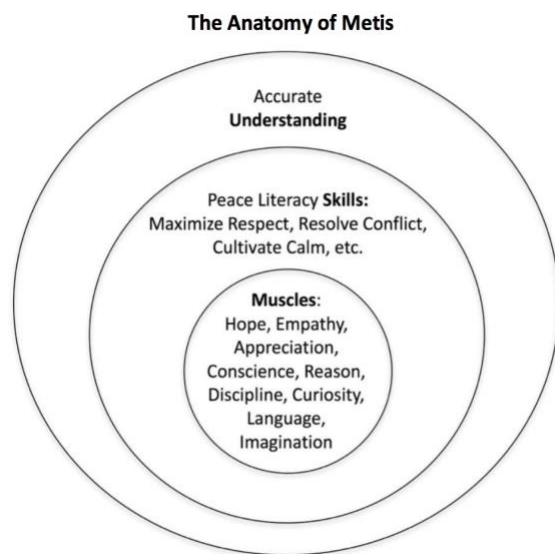 The Anatomy of Metis
Accurate
Understanding
Peace Literacy Skills:
Maximize Respect, Resolve Conflict,
Cultivate Calm, etc.
Muscles:
Hope, Empathy,
Appreciation,
Conscience, Reason,
Discipline, Curiosity,
Language,
Imagination